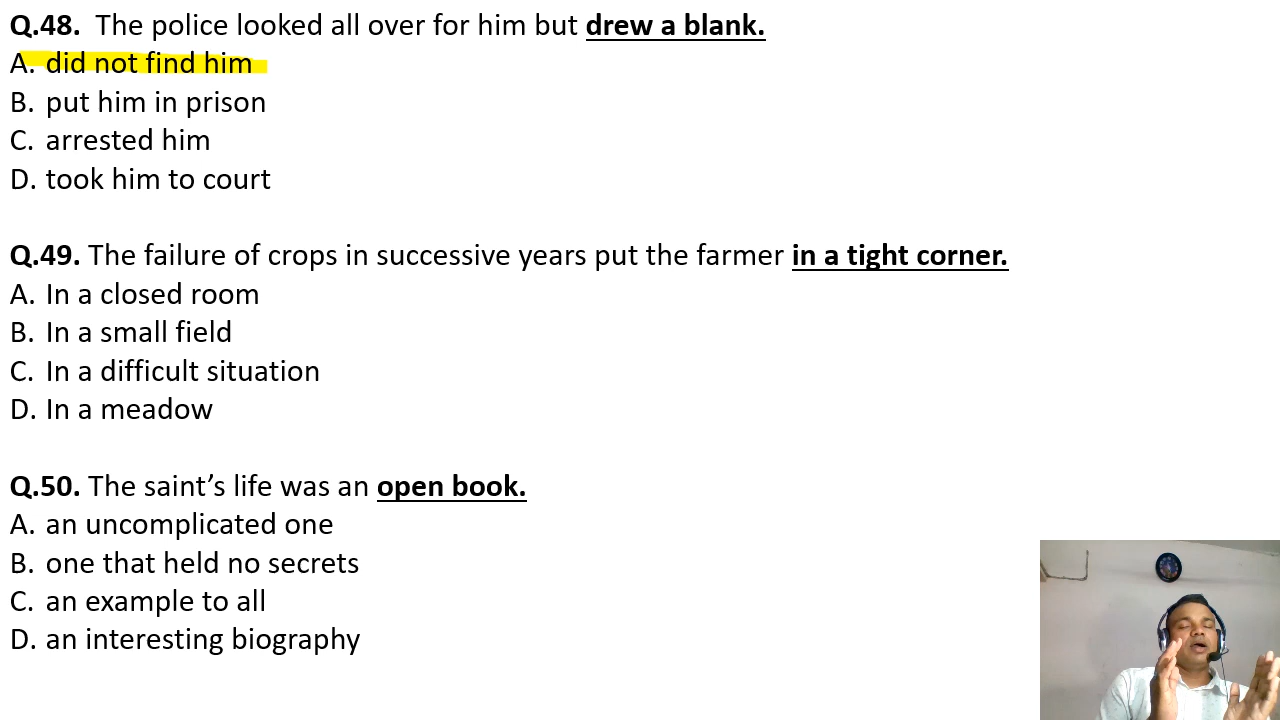 Q.48. The police looked all over for him but drew a blank.
A. did not find him
B. put him in prison
C. arrested him
D. took him to court
Q.49. The failure of crops in successive years put the farmer in a tight corner.
A. In a closed room
B. In a small field
C. In a difficult situation
D. In a meadow
Q.50. The saint’s life was an open book.
A. an uncomplicated one
B. one that held no secrets
C. an example to all
D. an interesting biography